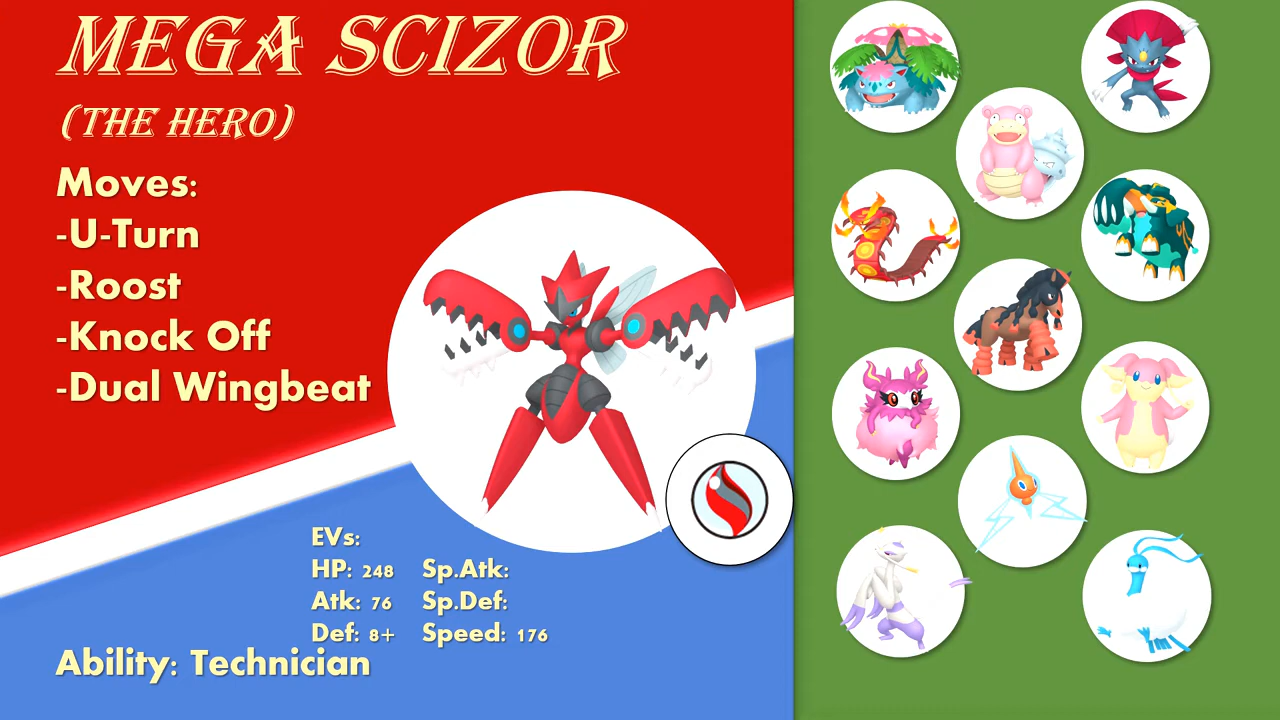 MEGA SCIZOR
(THE HERO)
Moves:
-U-Turn
-Roost
-Knock Off
-Dual Wingbeat
EVs:
HP: 248 Sp.Atk:
Atk: 76 Sp.Def:
Def: 8+ Speed: 176
Ability: Technician